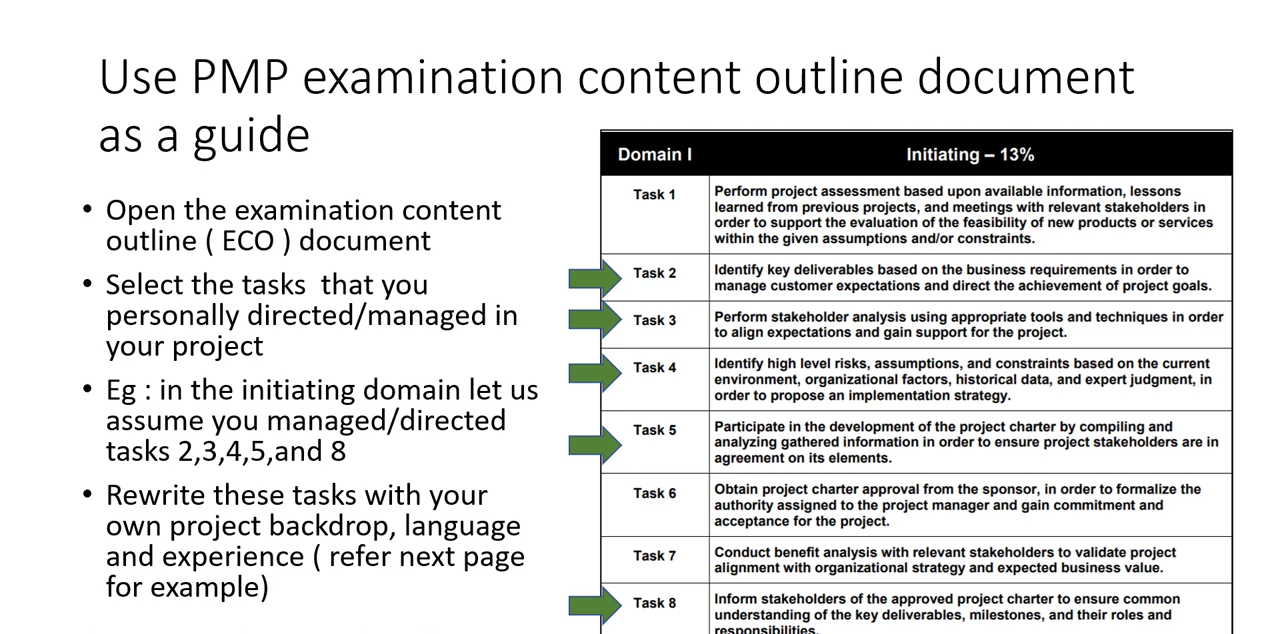 Use PMP examination content outline document
as a guide
• Open the examination content
outline ( ECO ) document
• Select the tasks  that you
personally directed/managed in
your project
• Eg : in the initiating domain let us
assume you managed/directed
tasks 2,3,4,5,and 8
• Rewrite these tasks with your
own project backdrop, language
and experience ( refer next page
for example)
Domain I Initiating – 13%
Task 1 Perform project assessment based upon available information, lessons
learned from previous projects, and meetings with relevant stakeholders in
order to support the evaluation of the feasibility of new products or services
within the given assumptions and/or constraints.
Task 2 Identify key deliverables based on the business requirements in order to
manage customer expectations and direct the achievement of project goals.
Task 3 Perform stakeholder analysis using appropriate tools and techniques in order
to align expectations and gain support for the project.
Task 4 Identify high level risks, assumptions, and constraints based on the current
environment, organizational factors, historical data, and expert judgment, in
order to propose an implementation strategy.
Task 5 Participate in the development of the project charter by compiling and
analyzing gathered information in order to ensure project stakeholders are in
agreement on its elements.
Task 6 Obtain project charter approval from the sponsor, in order to formalize the
authority assigned to the project manager and gain commitment and
acceptance for the project.
Task 7 Conduct benefit analysis with relevant stakeholders to validate project
alignment with organizational strategy and expected business value.
Task 8 Inform stakeholders of the approved project charter to ensure common
understanding of the key deliverables, milestones, and their roles and
responsibilities.